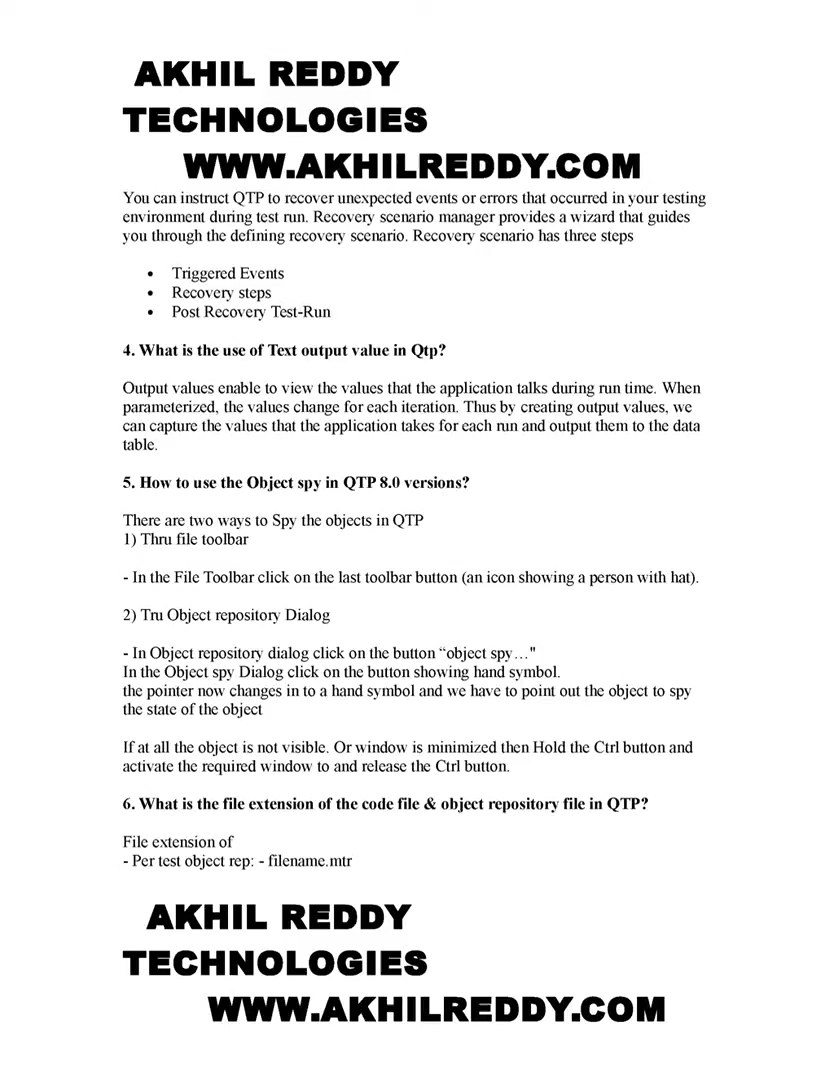 AKHIL REDDY
TECHNOLOGIES
WWW.AKHILREDDY.COM
You can instruct QTP to recover unexpected events or errors that occurred in your testing
environment during test run. Recovery scenario manager provides a wizard that guides
you through the defining recovery scenario. Recovery scenario has three steps
• Triggered Events
• Recovery steps
• Post Recovery Test-Run
4. What is the use of Text output value in Qtp?
Output values enable to view the values that the application talks during run time. When
parameterized, the values change for each iteration. Thus by creating output values, we
can capture the values that the application takes for each run and output them to the data
table.
5. How to use the Object spy in QTP 8.0 versions?
There are two ways to Spy the objects in QTP
1) Thru file toolbar
- In the File Toolbar click on the last toolbar button (an icon showing a person with hat).
2) Tru Object repository Dialog
- In Object repository dialog click on the button “object spy…"
In the Object spy Dialog click on the button showing hand symbol.
the pointer now changes in to a hand symbol and we have to point out the object to spy
the state of the object
If at all the object is not visible. Or window is minimized then Hold the Ctrl button and
activate the required window to and release the Ctrl button.
6. What is the file extension of the code file & object repository file in QTP?
File extension of
- Per test object rep: - filename.mtr
AKHIL REDDY
TECHNOLOGIES
WWW.AKHILREDDY.COM